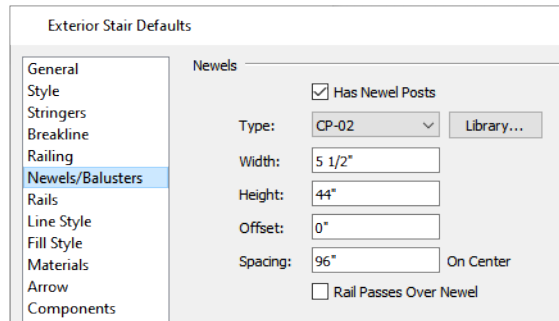 Exterior Stair Defaults
General
Style
Stringers
Breakline
Railing
Newels/Balusters
Rails
Line Style
Fill Style
Materials
Arrow
Components
Newels
Has Newel Posts
Type: CP-02 Library...
Width: 5 1/2"
Height: 44"
Offset: 0"
Spacing: 96" On Center
Rail Passes Over Newel